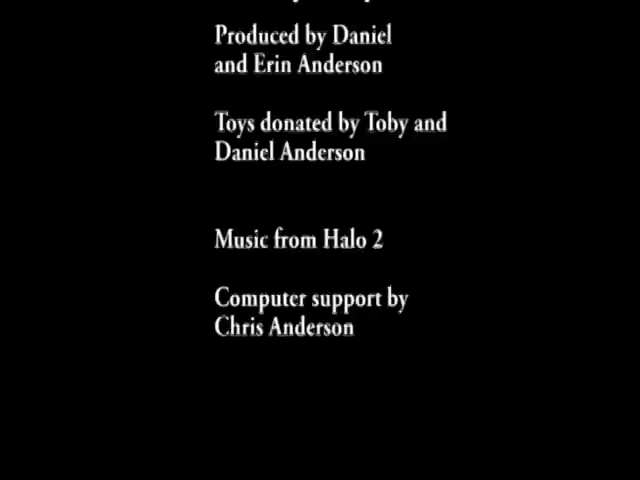 Produced by Daniel
and Erin Anderson
Toys donated by Toby and
Daniel Anderson
Music from Halo 2
Computer support by
Chris Anderson